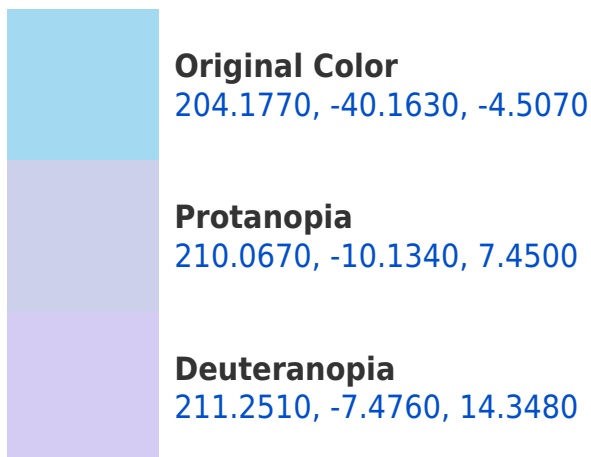 Original Color
204.1770, -40.1630, -4.5070
Protanopia
210.0670, -10.1340, 7.4500
Deuteranopia
211.2510, -7.4760, 14.3480